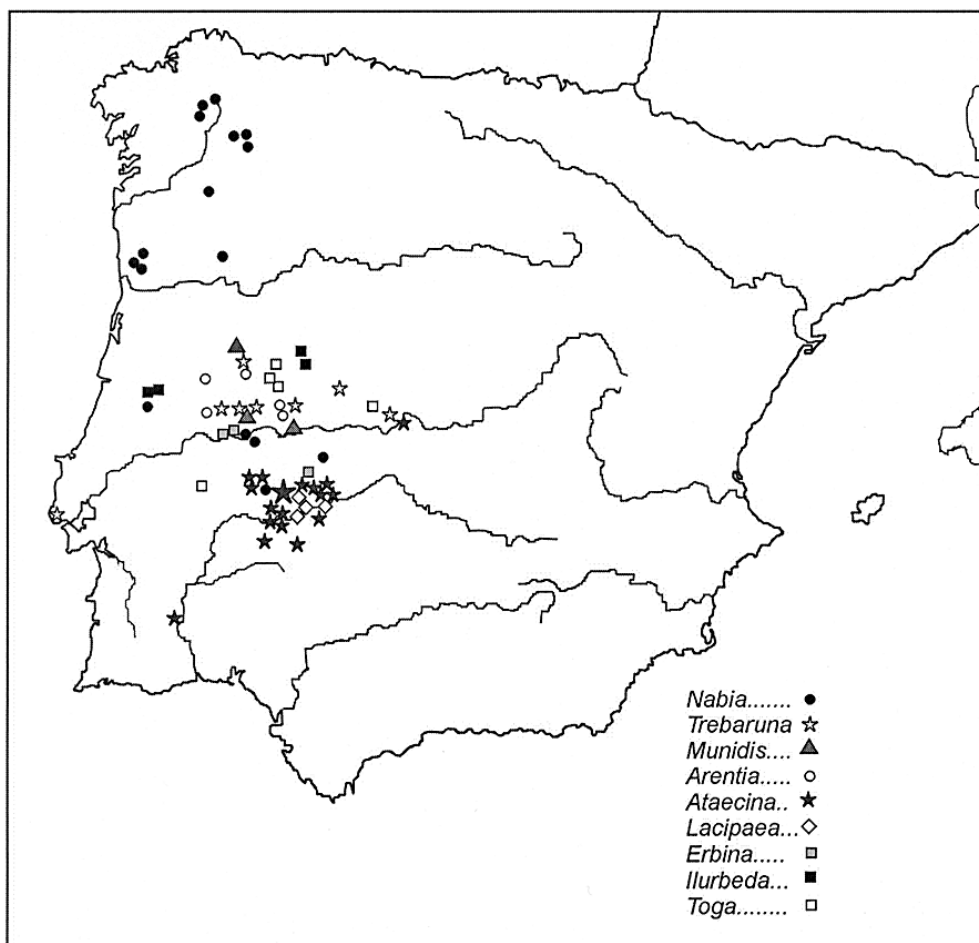 Nabia.......
Trebaruna
Munidis....
Arentia.....
Ataecina..
Lacipaea...
Erbina.....
Ilurbeda...
Toga........